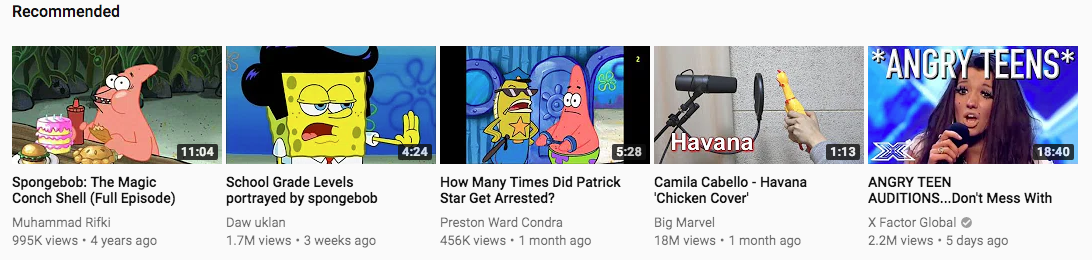 Recommended
11:04
4:24
2
5:28
Havana
1:13
*ANGRY TEENS*
X
18:40
Spongebob: The Magic
Conch Shell (Full Episode)
Muhammad Rifki
995K views • 4 years ago
School Grade Levels
portrayed by spongebob
Daw uklan
1.7M views • 3 weeks ago
How Many Times Did Patrick
Star Get Arrested?
Preston Ward Condra
456K views • 1 month ago
Camila Cabello - Havana
'Chicken Cover'
Big Marvel
18M views • 1 month ago
ANGRY TEEN
AUDITIONS...Don't Mess With
X Factor Global
2.2M views • 5 days ago